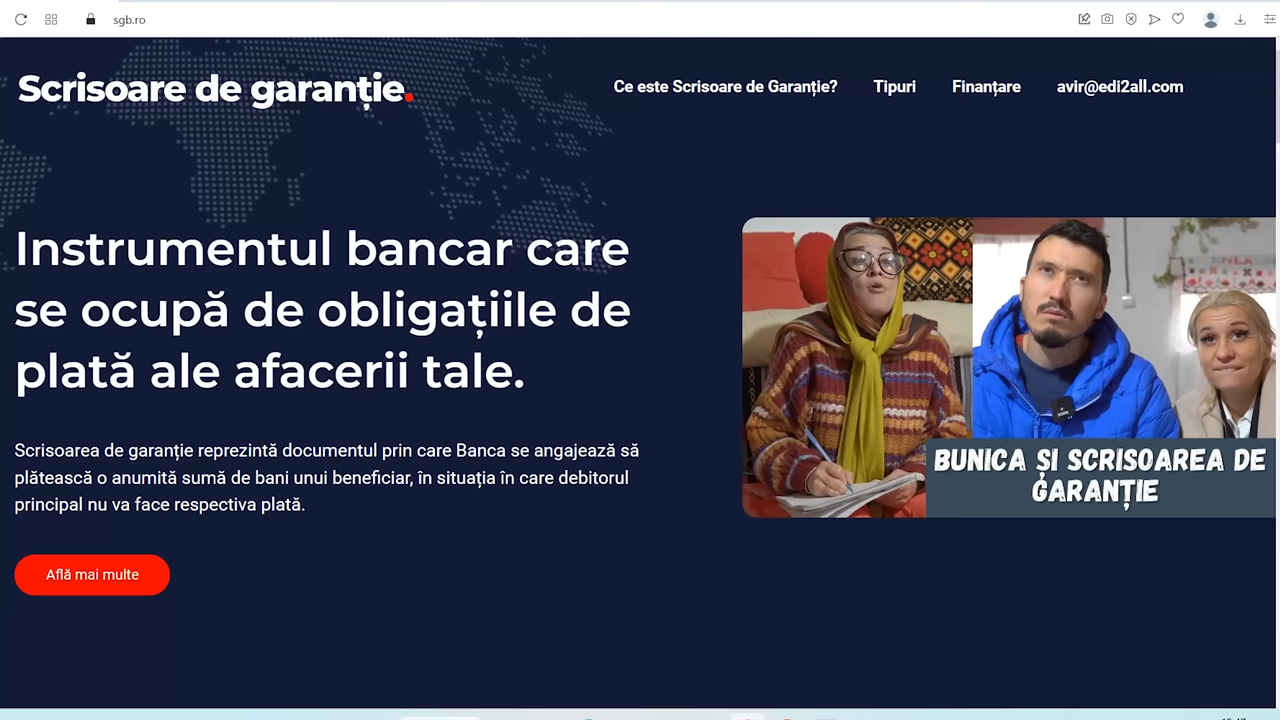 sgb.ro
Scrisoare de garanție.
Ce este Scrisoare de Garanție?
Tipuri
Finanțare
avir@edi2all.com
Instrumentul bancar care
se ocupă de obligațiile de
plată ale afacerii tale.
Scrisoarea de garanție reprezintă documentul prin care Banca se angajează să
plătească o anumită sumă de bani unui beneficiar, în situația în care debitorul
principal nu va face respectiva plată.
Află mai multe
BUNICA ȘI SCRISOAREA DE
GARANȚIE